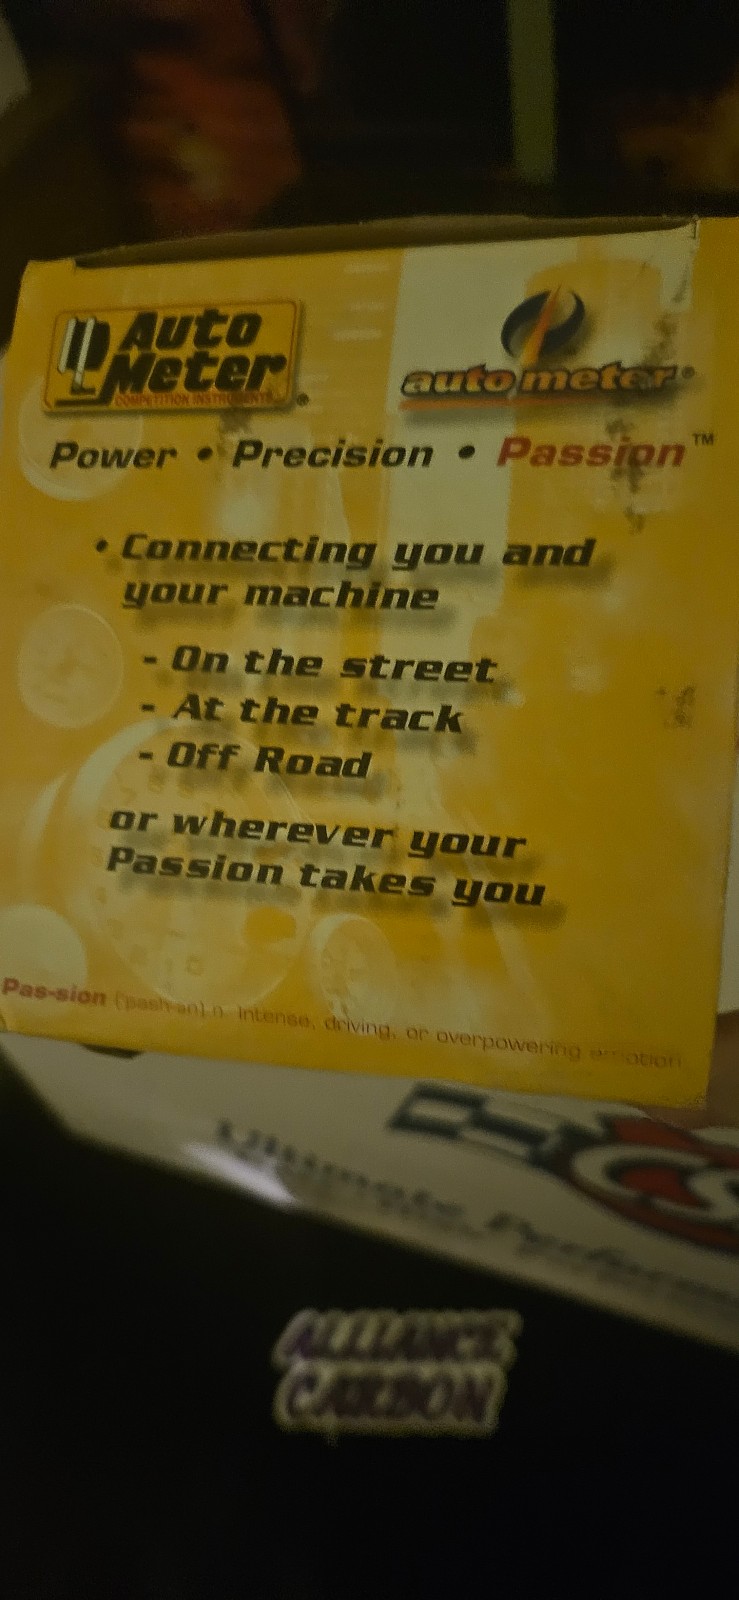 Auto
Meter
COMPETITION INSTRUMENTS
®
auto meter®
Power • Precision • Passion™
• Connecting you and
your machine
- On the street
- At the track
- Off Road
or wherever your
Passion takes you
Pas-sion ('pash-an) n. Intense, driving, or overpowering emotion
Ultimate
ALLIANCE
CARBON